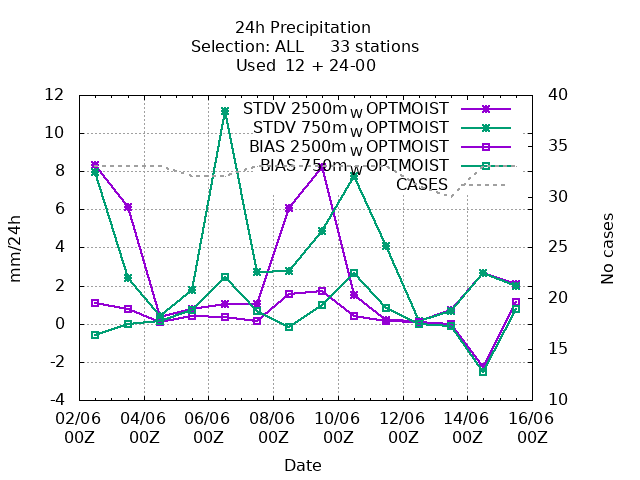 24h Precipitation
Selection: ALL 33 stations
Used 12 + 24-00
STDV 2500m_W OPTMOIST
STDV 750m_W OPTMOIST
BIAS 2500m_W OPTMOIST
BIAS 750m_W OPTMOIST
CASES
12
10
8
6
4
2
0
-2
-4
mm/24h
40
35
30
25
20
15
10
No cases
02/06 04/06 06/06 08/06 10/06 12/06 14/06 16/06
00Z 00Z 00Z 00Z 00Z 00Z 00Z 00Z
Date